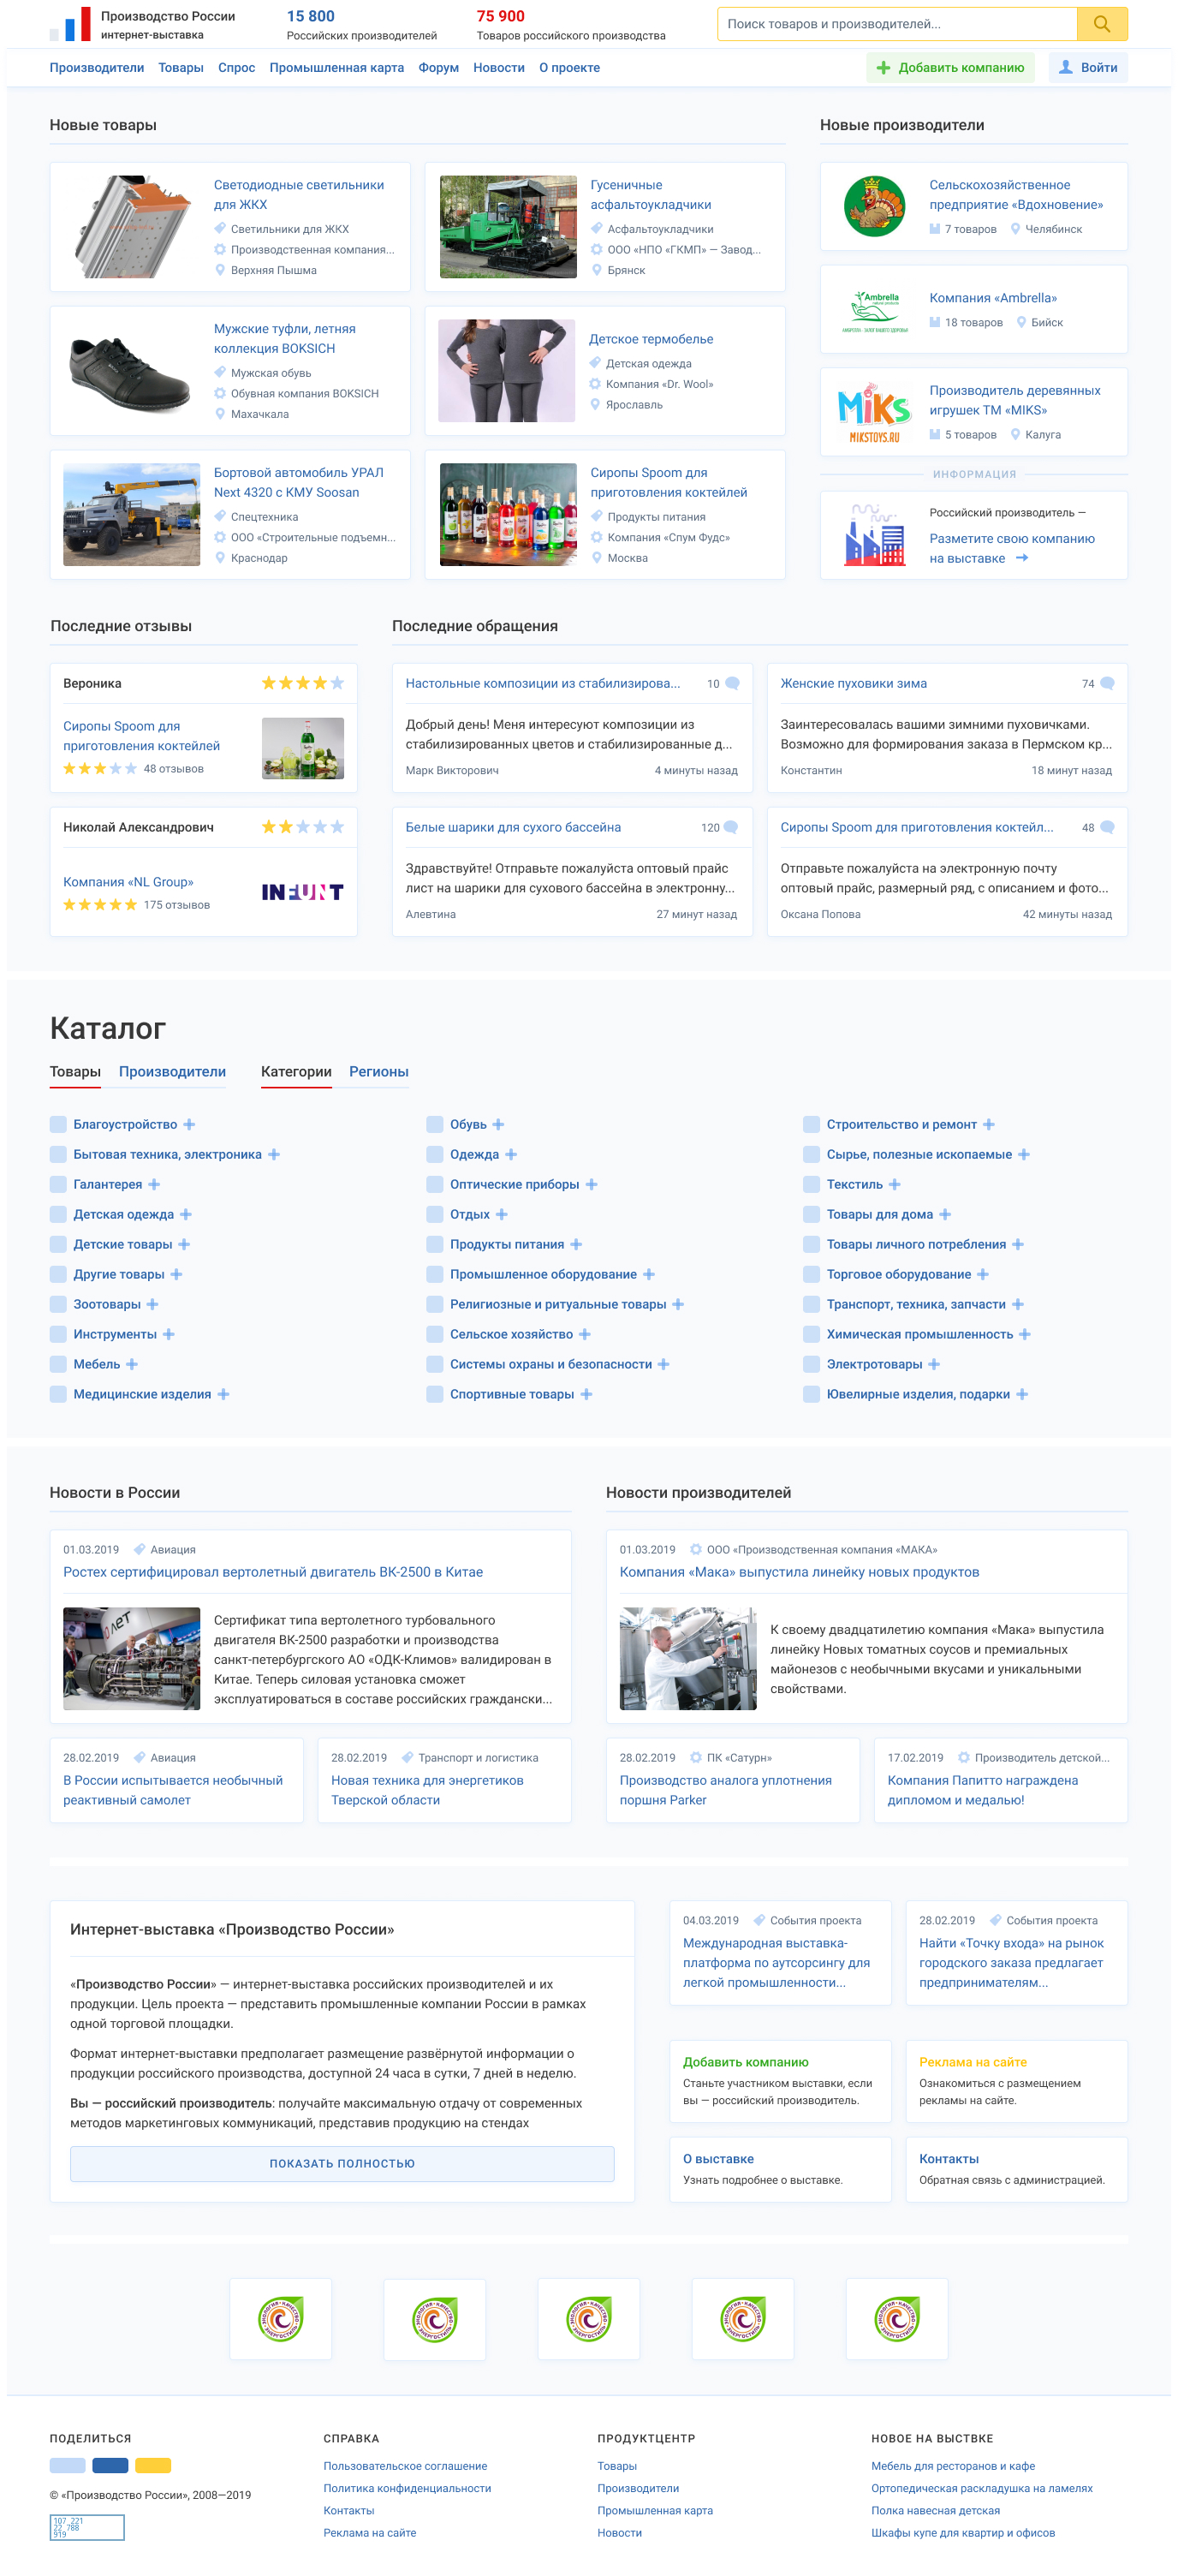 Производство России
интернет-выставка
15 800
Российских производителей
75 900
Товаров российского производства
Поиск товаров и производителей...
Производители Товары Спрос Промышленная карта Форум Новости О проекте
Добавить компанию
Войти
Новые товары
Светодиодные светильники
для ЖКХ
Светильники для ЖКХ
Производственная компания...
Верхняя Пышма
Гусеничные
асфальтоукладчики
Асфальтоукладчики
ООО «НПО «ГКМП» — Завод...
Брянск
Мужские туфли, летняя
коллекция BOKSICH
Мужская обувь
Обувная компания BOKSICH
Махачкала
Детское термобелье
Детская одежда
Компания «Dr. Wool»
Ярославль
Бортовой автомобиль УРАЛ
Next 4320 с КМУ Soosan
Спецтехника
ООО «Строительные подъемн...
Краснодар
Сиропы Spoom для
приготовления коктейлей
Продукты питания
Компания «Спум Фудс»
Москва
Новые производители
Сельскохозяйственное
предприятие «Вдохновение»
7 товаров Челябинск
Ambrella
Компания «Ambrella»
18 товаров Бийск
MiKs
MIKSTOYS.RU
Производитель деревянных
игрушек ТМ «MIKS»
5 товаров Калуга
ИНФОРМАЦИЯ
Российский производитель —
Разметите свою компанию
на выставке
Последние отзывы
Вероника
Сиропы Spoom для
приготовления коктейлей
48 отзывов
Николай Александрович
Компания «NL Group»
175 отзывов
INFUNT
Последние обращения
Настольные композиции из стабилизирова... 10
Добрый день! Меня интересуют композиции из
стабилизированных цветов и стабилизированные д...
Марк Викторович 4 минуты назад
Женские пуховики зима 74
Заинтересовалась вашими зимними пуховичками.
Возможно для формирования заказа в Пермском кр...
Константин 18 минут назад
Белые шарики для сухого бассейна 120
Здравствуйте! Отправьте пожалуйста оптовый прайс
лист на шарики для сухового бассейна в электронну...
Алевтина 27 минут назад
Сиропы Spoom для приготовления коктейл... 48
Отправьте пожалуйста на электронную почту
оптовый прайс, размерный ряд, с описанием и фото...
Оксана Попова 42 минуты назад
Каталог
Товары Производители Категории Регионы
Благоустройство
Бытовая техника, электроника
Галантерея
Детская одежда
Детские товары
Другие товары
Зоотовары
Инструменты
Мебель
Медицинские изделия
Обувь
Одежда
Оптические приборы
Отдых
Продукты питания
Промышленное оборудование
Религиозные и ритуальные товары
Сельское хозяйство
Системы охраны и безопасности
Спортивные товары
Строительство и ремонт
Сырье, полезные ископаемые
Текстиль
Товары для дома
Товары личного потребления
Торговое оборудование
Транспорт, техника, запчасти
Химическая промышленность
Электротовары
Ювелирные изделия, подарки
Новости в России
01.03.2019 Авиация
Ростех сертифицировал вертолетный двигатель ВК-2500 в Китае
Сертификат типа вертолетного турбовального
двигателя ВК-2500 разработки и производства
санкт-петербургского АО «ОДК-Климов» валидирован в
Китае. Теперь силовая установка сможет
эксплуатироваться в составе российских граждански...
28.02.2019 Авиация
В России испытывается необычный
реактивный самолет
28.02.2019 Транспорт и логистика
Новая техника для энергетиков
Тверской области
Новости производителей
01.03.2019 ООО «Производственная компания «МАКА»
Компания «Мака» выпустила линейку новых продуктов
К своему двадцатилетию компания «Мака» выпустила
линейку Новых томатных соусов и премиальных
майонезов с необычными вкусами и уникальными
свойствами.
28.02.2019 ПК «Сатурн»
Производство аналога уплотнения
поршня Parker
17.02.2019 Производитель детской...
Компания Папитто награждена
дипломом и медалью!
Интернет-выставка «Производство России»
«Производство России» — интернет-выставка российских производителей и их
продукции. Цель проекта — представить промышленные компании России в рамках
одной торговой площадки.
Формат интернет-выставки предполагает размещение развёрнутой информации о
продукции российского производства, доступной 24 часа в сутки, 7 дней в неделю.
Вы — российский производитель: получайте максимальную отдачу от современных
методов маркетинговых коммуникаций, представив продукцию на стендах
ПОКАЗАТЬ ПОЛНОСТЬЮ
04.03.2019 События проекта
Международная выставка-
платформа по аутсорсингу для
легкой промышленности...
28.02.2019 События проекта
Найти «Точку входа» на рынок
городского заказа предлагает
предпринимателям...
Добавить компанию
Станьте участником выставки, если
вы — российский производитель.
Реклама на сайте
Ознакомиться с размещением
рекламы на сайте.
О выставке
Узнать подробнее о выставке.
Контакты
Обратная связь с администрацией.
ПОДЕЛИТЬСЯ
© «Производство России», 2008—2019
107 221
22 788
919
СПРАВКА
Пользовательское соглашение
Политика конфиденциальности
Контакты
Реклама на сайте
ПРОДУКТЦЕНТР
Товары
Производители
Промышленная карта
Новости
НОВОЕ НА ВЫСТВКЕ
Мебель для ресторанов и кафе
Ортопедическая раскладушка на ламелях
Полка навесная детская
Шкафы купе для квартир и офисов